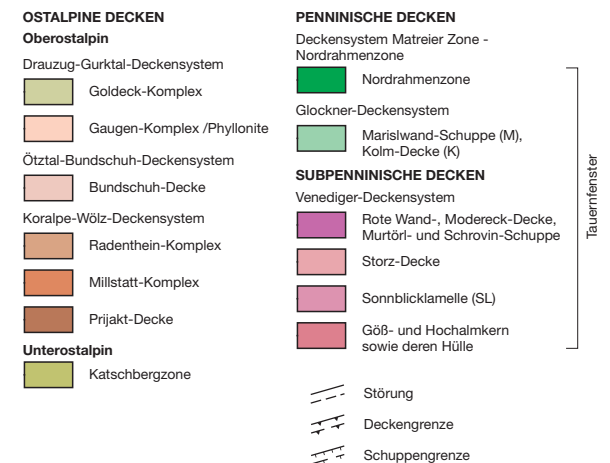 OSTALPINE DECKEN
Oberostalpin
Drauzug-Gurktal-Deckensystem
Goldeck-Komplex
Gaugen-Komplex /Phyllonite
Ötztal-Bundschuh-Deckensystem
Bundschuh-Decke
Koralpe-Wölz-Deckensystem
Radenthein-Komplex
Millstatt-Komplex
Prijakt-Decke
Unterostalpin
Katschbergzone
PENNINISCHE DECKEN
Deckensystem Matreier Zone -
Nordrahmenzone
Nordrahmenzone
Glockner-Deckensystem
Marislwand-Schuppe (M),
Kolm-Decke (K)
SUBPENNINISCHE DECKEN
Venediger-Deckensystem
Rote Wand-, Modereck-Decke,
Murtörl- und Schrovin-Schuppe
Storz-Decke
Sonnblicklamelle (SL)
Göß- und Hochalmkern
sowie deren Hülle
Tauernfenster
Störung
Deckengrenze
Schuppengrenze